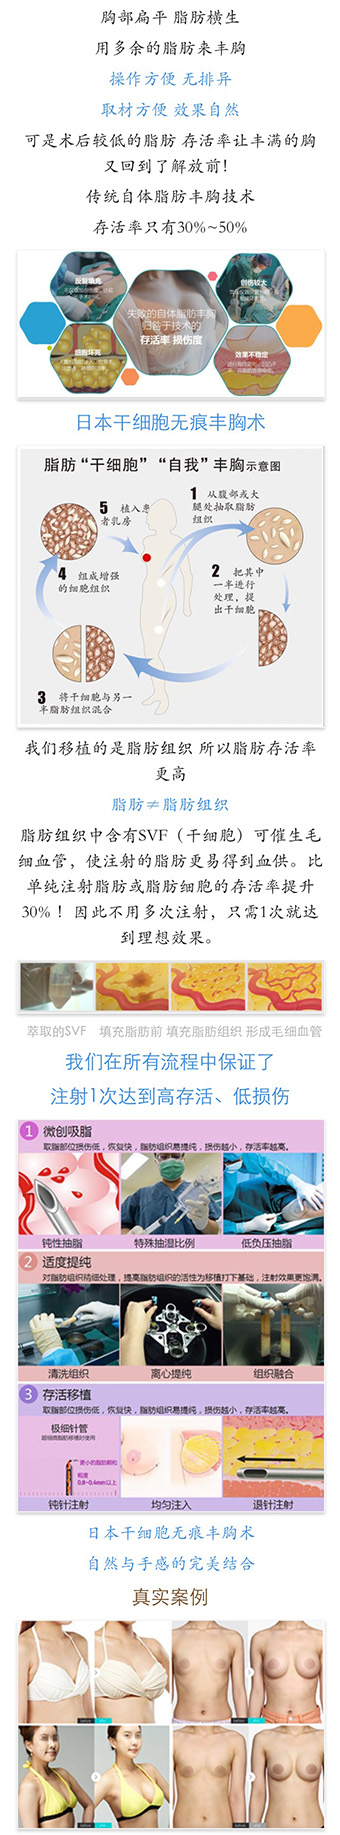 胸部扁平 脂肪横生
用多余的脂肪来丰胸
操作方便 无排异
取材方便 效果自然
可是术后较低的脂肪 存活率让丰满的胸
又回到了解放前!
传统自体脂肪丰胸技术
存活率只有30%~50%
反复填充
创伤较大
失败的自体脂肪丰胸
归咎于技术的
存活率 损伤度
细胞坏死
效果不稳定
日本干细胞无痕丰胸术
脂肪“干细胞”“自我”丰胸示意图
1 从腹部或大
腿处抽取脂肪
组织
2 把其中
一半进行
处理,提
出干细胞
3 将干细胞与另一
半脂肪组织混合
4 组成增强
的细胞组织
5 植入患
者乳房
我们移植的是脂肪组织 所以脂肪存活率
更高
脂肪≠脂肪组织
脂肪组织中含有SVF（干细胞）可催生毛
细血管，使注射的脂肪更易得到血供。比
单纯注射脂肪或脂肪细胞的存活率提升
30%！因此不用多次注射，只需1次就达
到理想效果。
萃取的SVF 填充脂肪前 填充脂肪组织 形成毛细血管
我们在所有流程中保证了
注射1次达到高存活、低损伤
1 微创吸脂
取脂部位损伤低，恢复快，脂肪组织易提纯，损伤越小，存活率越高。
钝性抽脂 特殊抽湿比例 低负压抽脂
2 适度提纯
对脂肪组织精细处理，提高脂肪组织的活性为移植打下基础，注射效果更饱满。
清洗组织 离心提纯 组织融合
3 存活移植
取脂部位损伤低，恢复快，脂肪组织易提纯，损伤越小，存活率越高。
极细针管
更小的脂肪颗粒
粒度
0.8-0.4mm以上
钝针注射 均匀注入 退针注射
日本干细胞无痕丰胸术
自然与手感的完美结合
真实案例